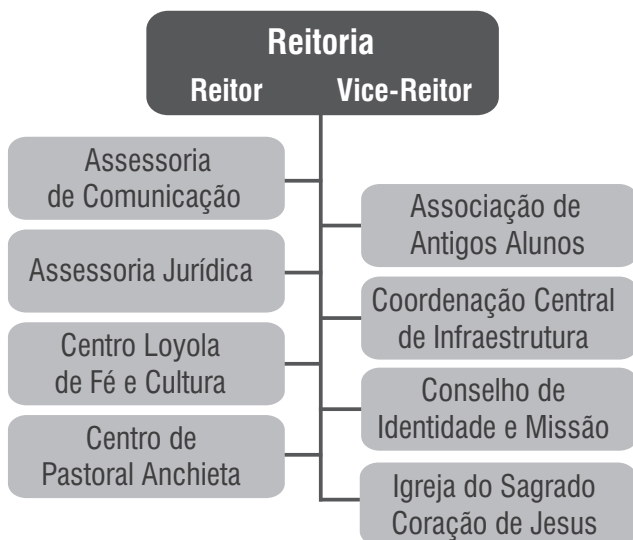 Reitoria
Reitor Vice-Reitor
Assessoria
de Comunicação
Assessoria Jurídica
Centro Loyola
de Fé e Cultura
Centro de
Pastoral Anchieta
Associação de
Antigos Alunos
Coordenação Central
de Infraestrutura
Conselho de
Identidade e Missão
Igreja do Sagrado
Coração de Jesus